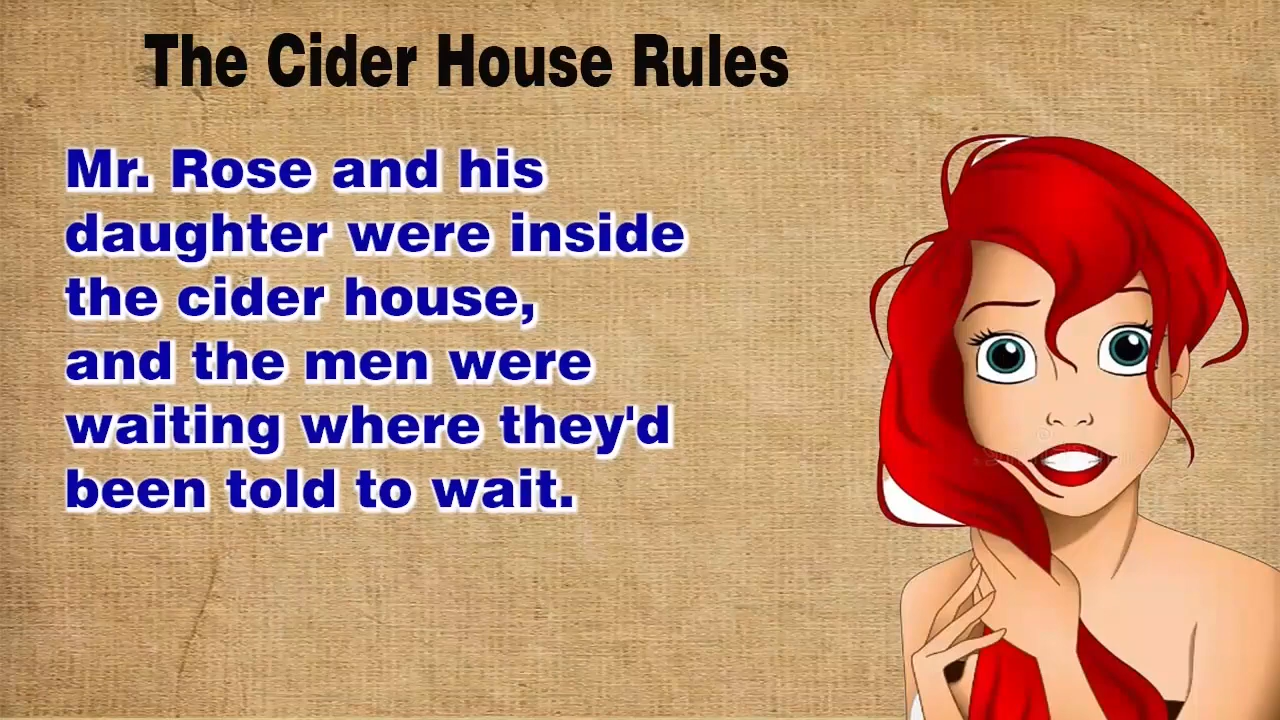 The Cider House Rules
Mr. Rose and his
daughter were inside
the cider house,
and the men were
waiting where they'd
been told to wait.